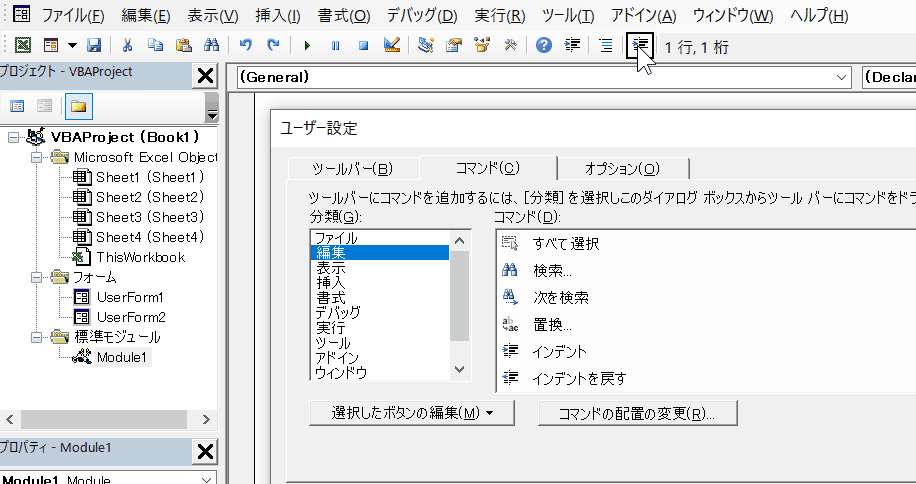 ファイル(F) 編集(E) 表示(V) 挿入(I) 書式(O) デバッグ(D) 実行(R) ツール(T) アドイン(A) ウィンドウ(W) ヘルプ(H)
1 行, 1 桁
プロジェクト - VBAProject
(General)
(Declar
VBAProject (Book1)
Microsoft Excel Object
Sheet1 (Sheet1)
Sheet2 (Sheet2)
Sheet3 (Sheet3)
Sheet4 (Sheet4)
ThisWorkbook
フォーム
UserForm1
UserForm2
標準モジュール
Module1
プロパティ - Module1
Module1 Module
ユーザー設定
ツールバー(B) コマンド(C) オプション(O)
ツールバーにコマンドを追加するには、[分類] を選択しこのダイアログ ボックスからツール バーにコマンドをドラ
分類(G):
ファイル
編集
表示
挿入
書式
デバッグ
実行
ツール
アドイン
ウィンドウ
コマンド(D):
すべて選択
検索...
次を検索
置換...
インデント
インデントを戻す
選択したボタンの編集(M)
コマンドの配置の変更(R)...